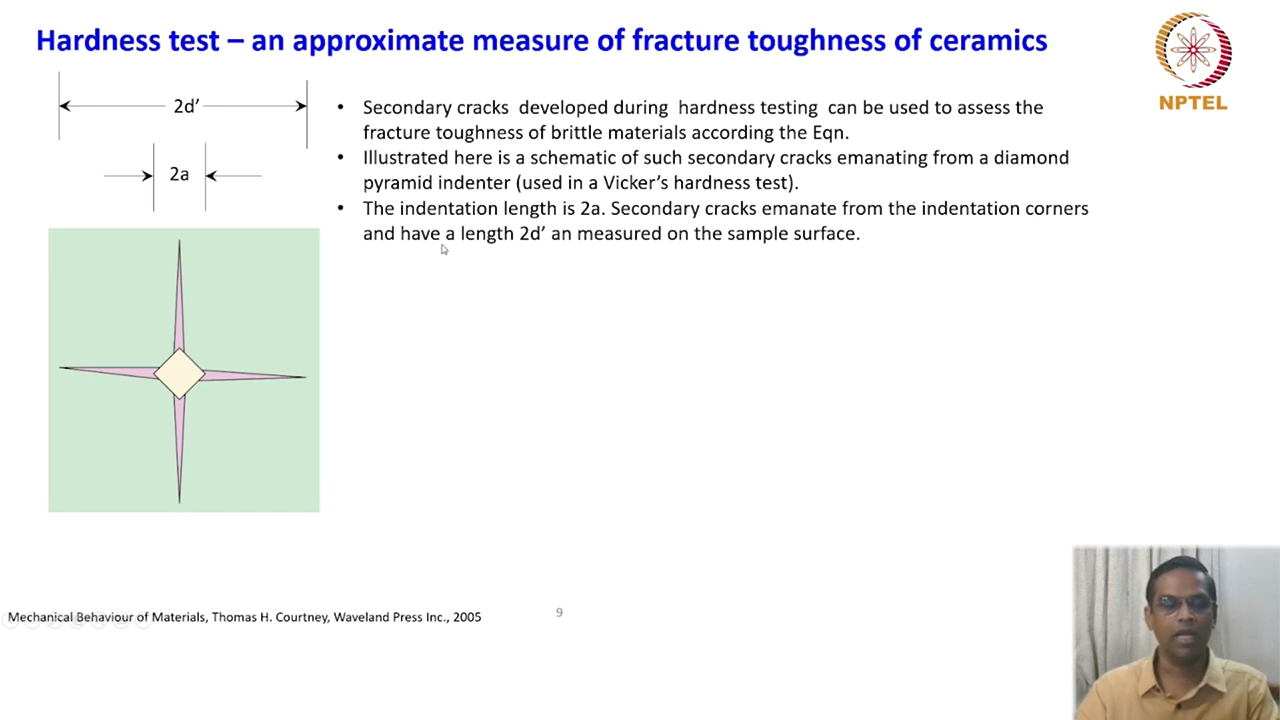 Hardness test – an approximate measure of fracture toughness of ceramics
NPTEL
2d’
2a
• Secondary cracks developed during hardness testing can be used to assess the
fracture toughness of brittle materials according the Eqn.
• Illustrated here is a schematic of such secondary cracks emanating from a diamond
pyramid indenter (used in a Vicker’s hardness test).
• The indentation length is 2a. Secondary cracks emanate from the indentation corners
and have a length 2d’ an measured on the sample surface.
Mechanical Behaviour of Materials, Thomas H. Courtney, Waveland Press Inc., 2005
9